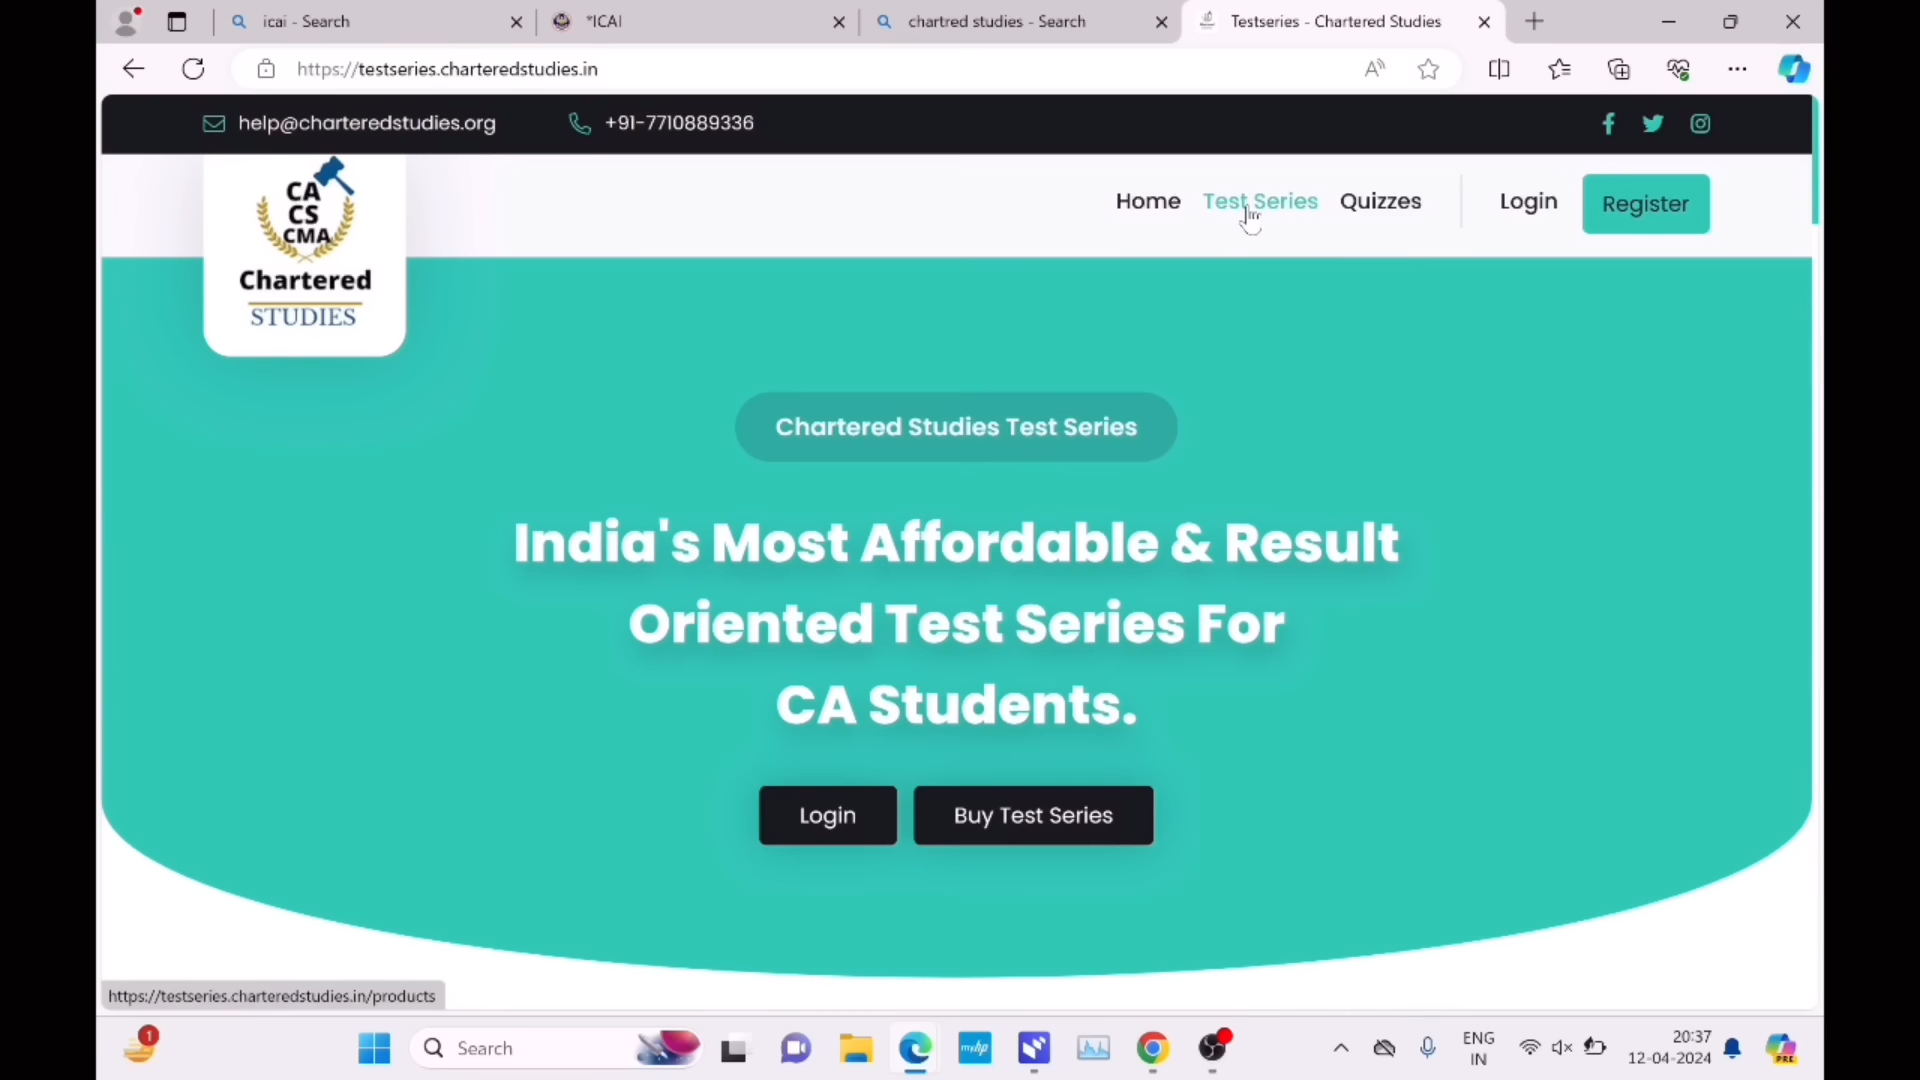 icai - Search
*ICAI
chartred studies - Search
Testseries - Chartered Studies
https://testseries.charteredstudies.in
help@charteredstudies.org
+91-7710889336
CA
CS
CMA
Chartered
STUDIES
Home
Test Series
Quizzes
Login
Register
Chartered Studies Test Series
India's Most Affordable & Result
Oriented Test Series For
CA Students.
Login
Buy Test Series
https://testseries.charteredstudies.in/products
1
Search
myhp
ENG
IN
20:37
12-04-2024
PRE